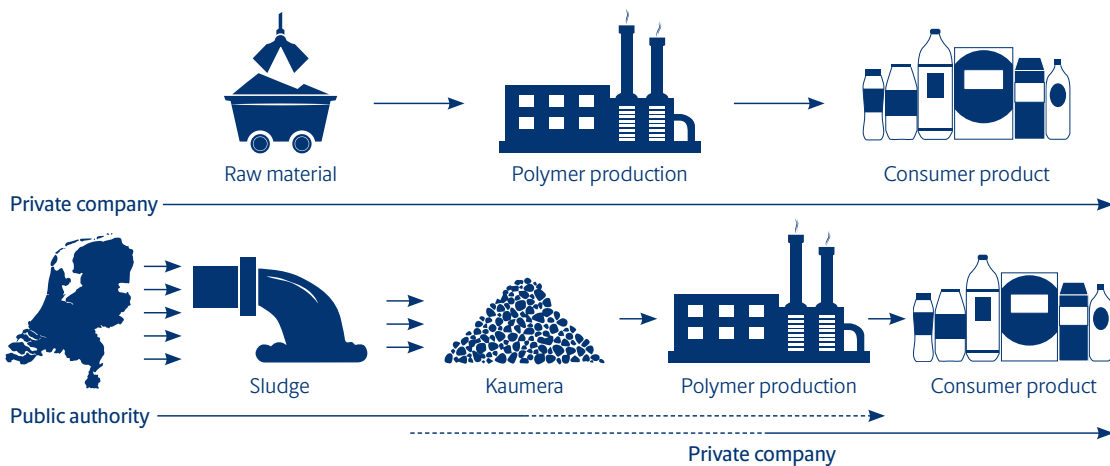 Raw material
Polymer production
Consumer product
Private company
Sludge
Kaumera
Polymer production
Consumer product
Public authority
Private company